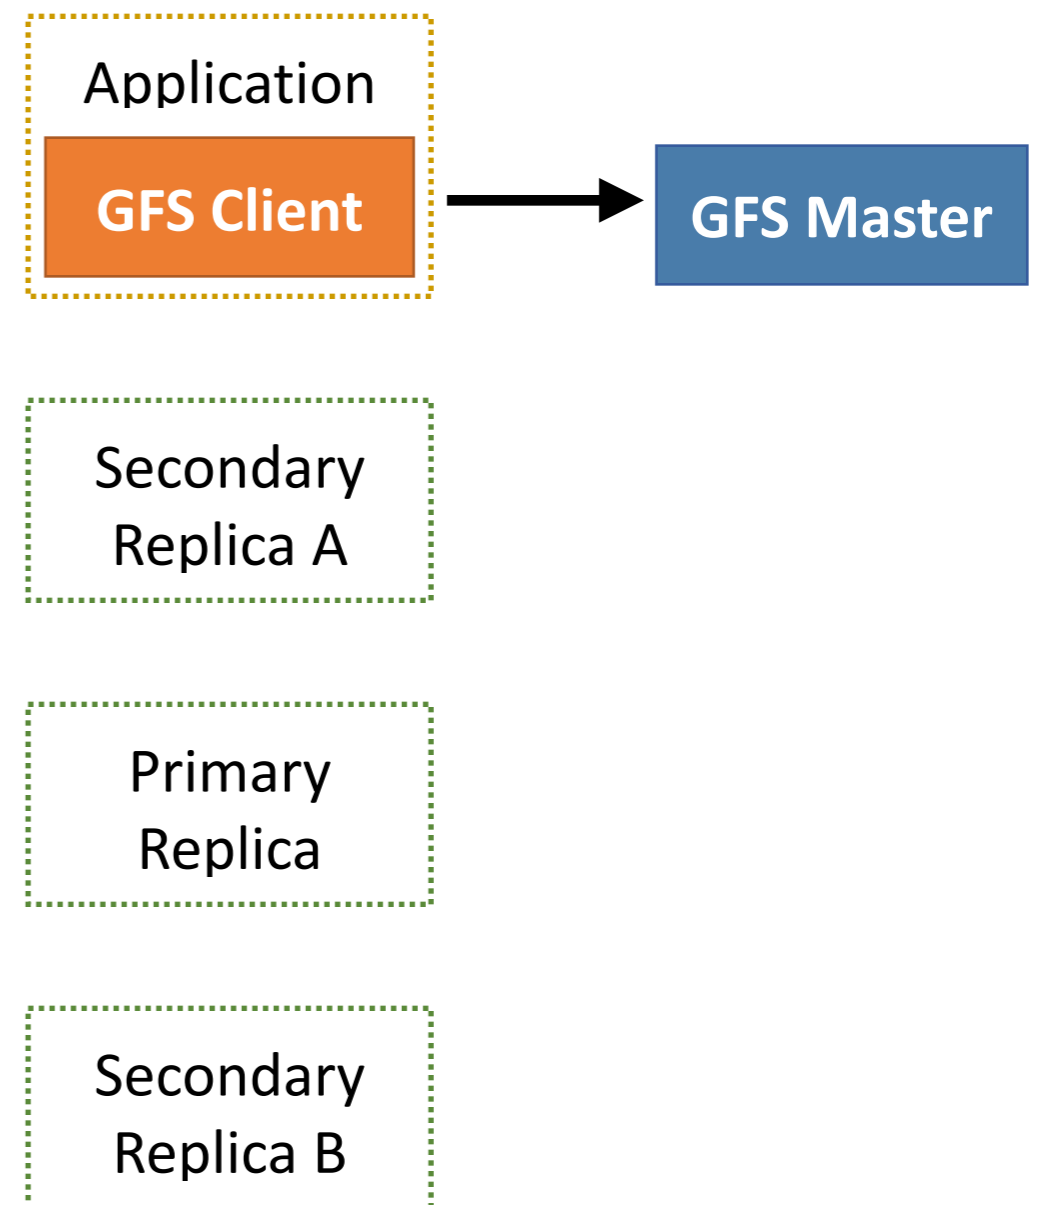 Application
GFS Client
GFS Master
Secondary
Replica A
Primary
Replica
Secondary
Replica B